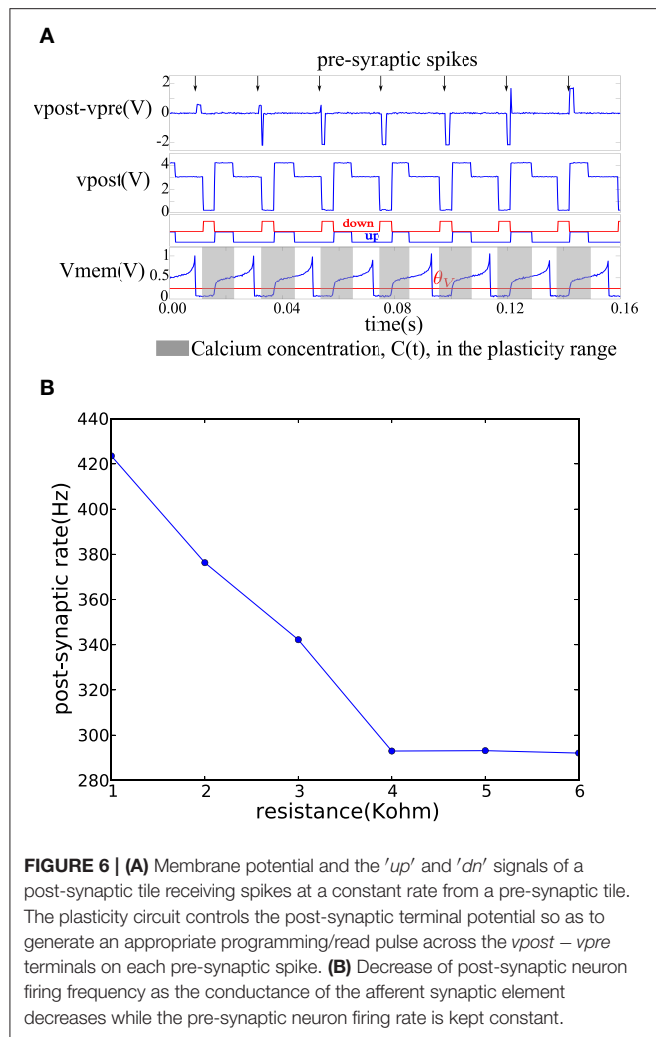 A
pre-synaptic spikes
2
0
-2
vpost-vpre(V)
4
2
0
vpost(V)
down
up
1
0.5
0
Vmem(V)
θV
0.00 0.04 0.08 0.12 0.16
time(s)
Calcium concentration, C(t), in the plasticity range
B
440
420
400
380
360
340
320
300
280
post-synaptic rate(Hz)
1 2 3 4 5 6
resistance(Kohm)
FIGURE 6 | (A) Membrane potential and the 'up' and 'dn' signals of a
post-synaptic tile receiving spikes at a constant rate from a pre-synaptic tile.
The plasticity circuit controls the post-synaptic terminal potential so as to
generate an appropriate programming/read pulse across the vpost − vpre
terminals on each pre-synaptic spike. (B) Decrease of post-synaptic neuron
firing frequency as the conductance of the afferent synaptic element
decreases while the pre-synaptic neuron firing rate is kept constant.